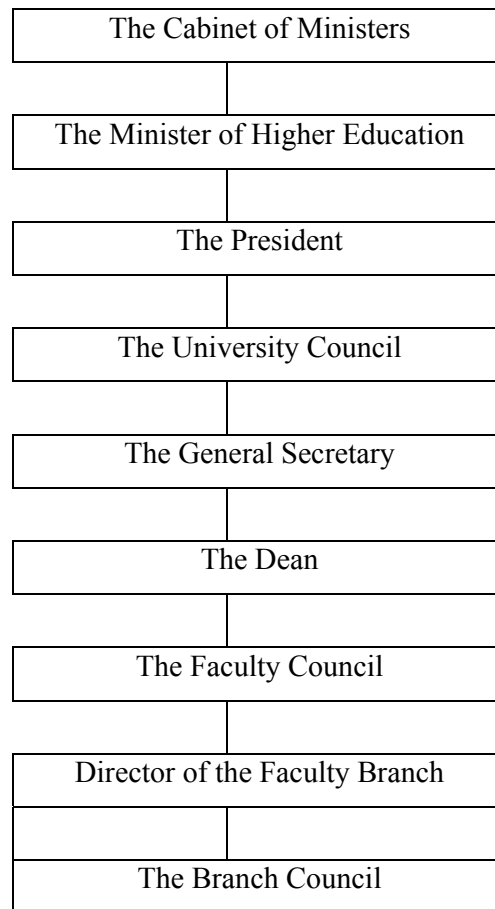 The Cabinet of Ministers
The Minister of Higher Education
The President
The University Council
The General Secretary
The Dean
The Faculty Council
Director of the Faculty Branch
The Branch Council